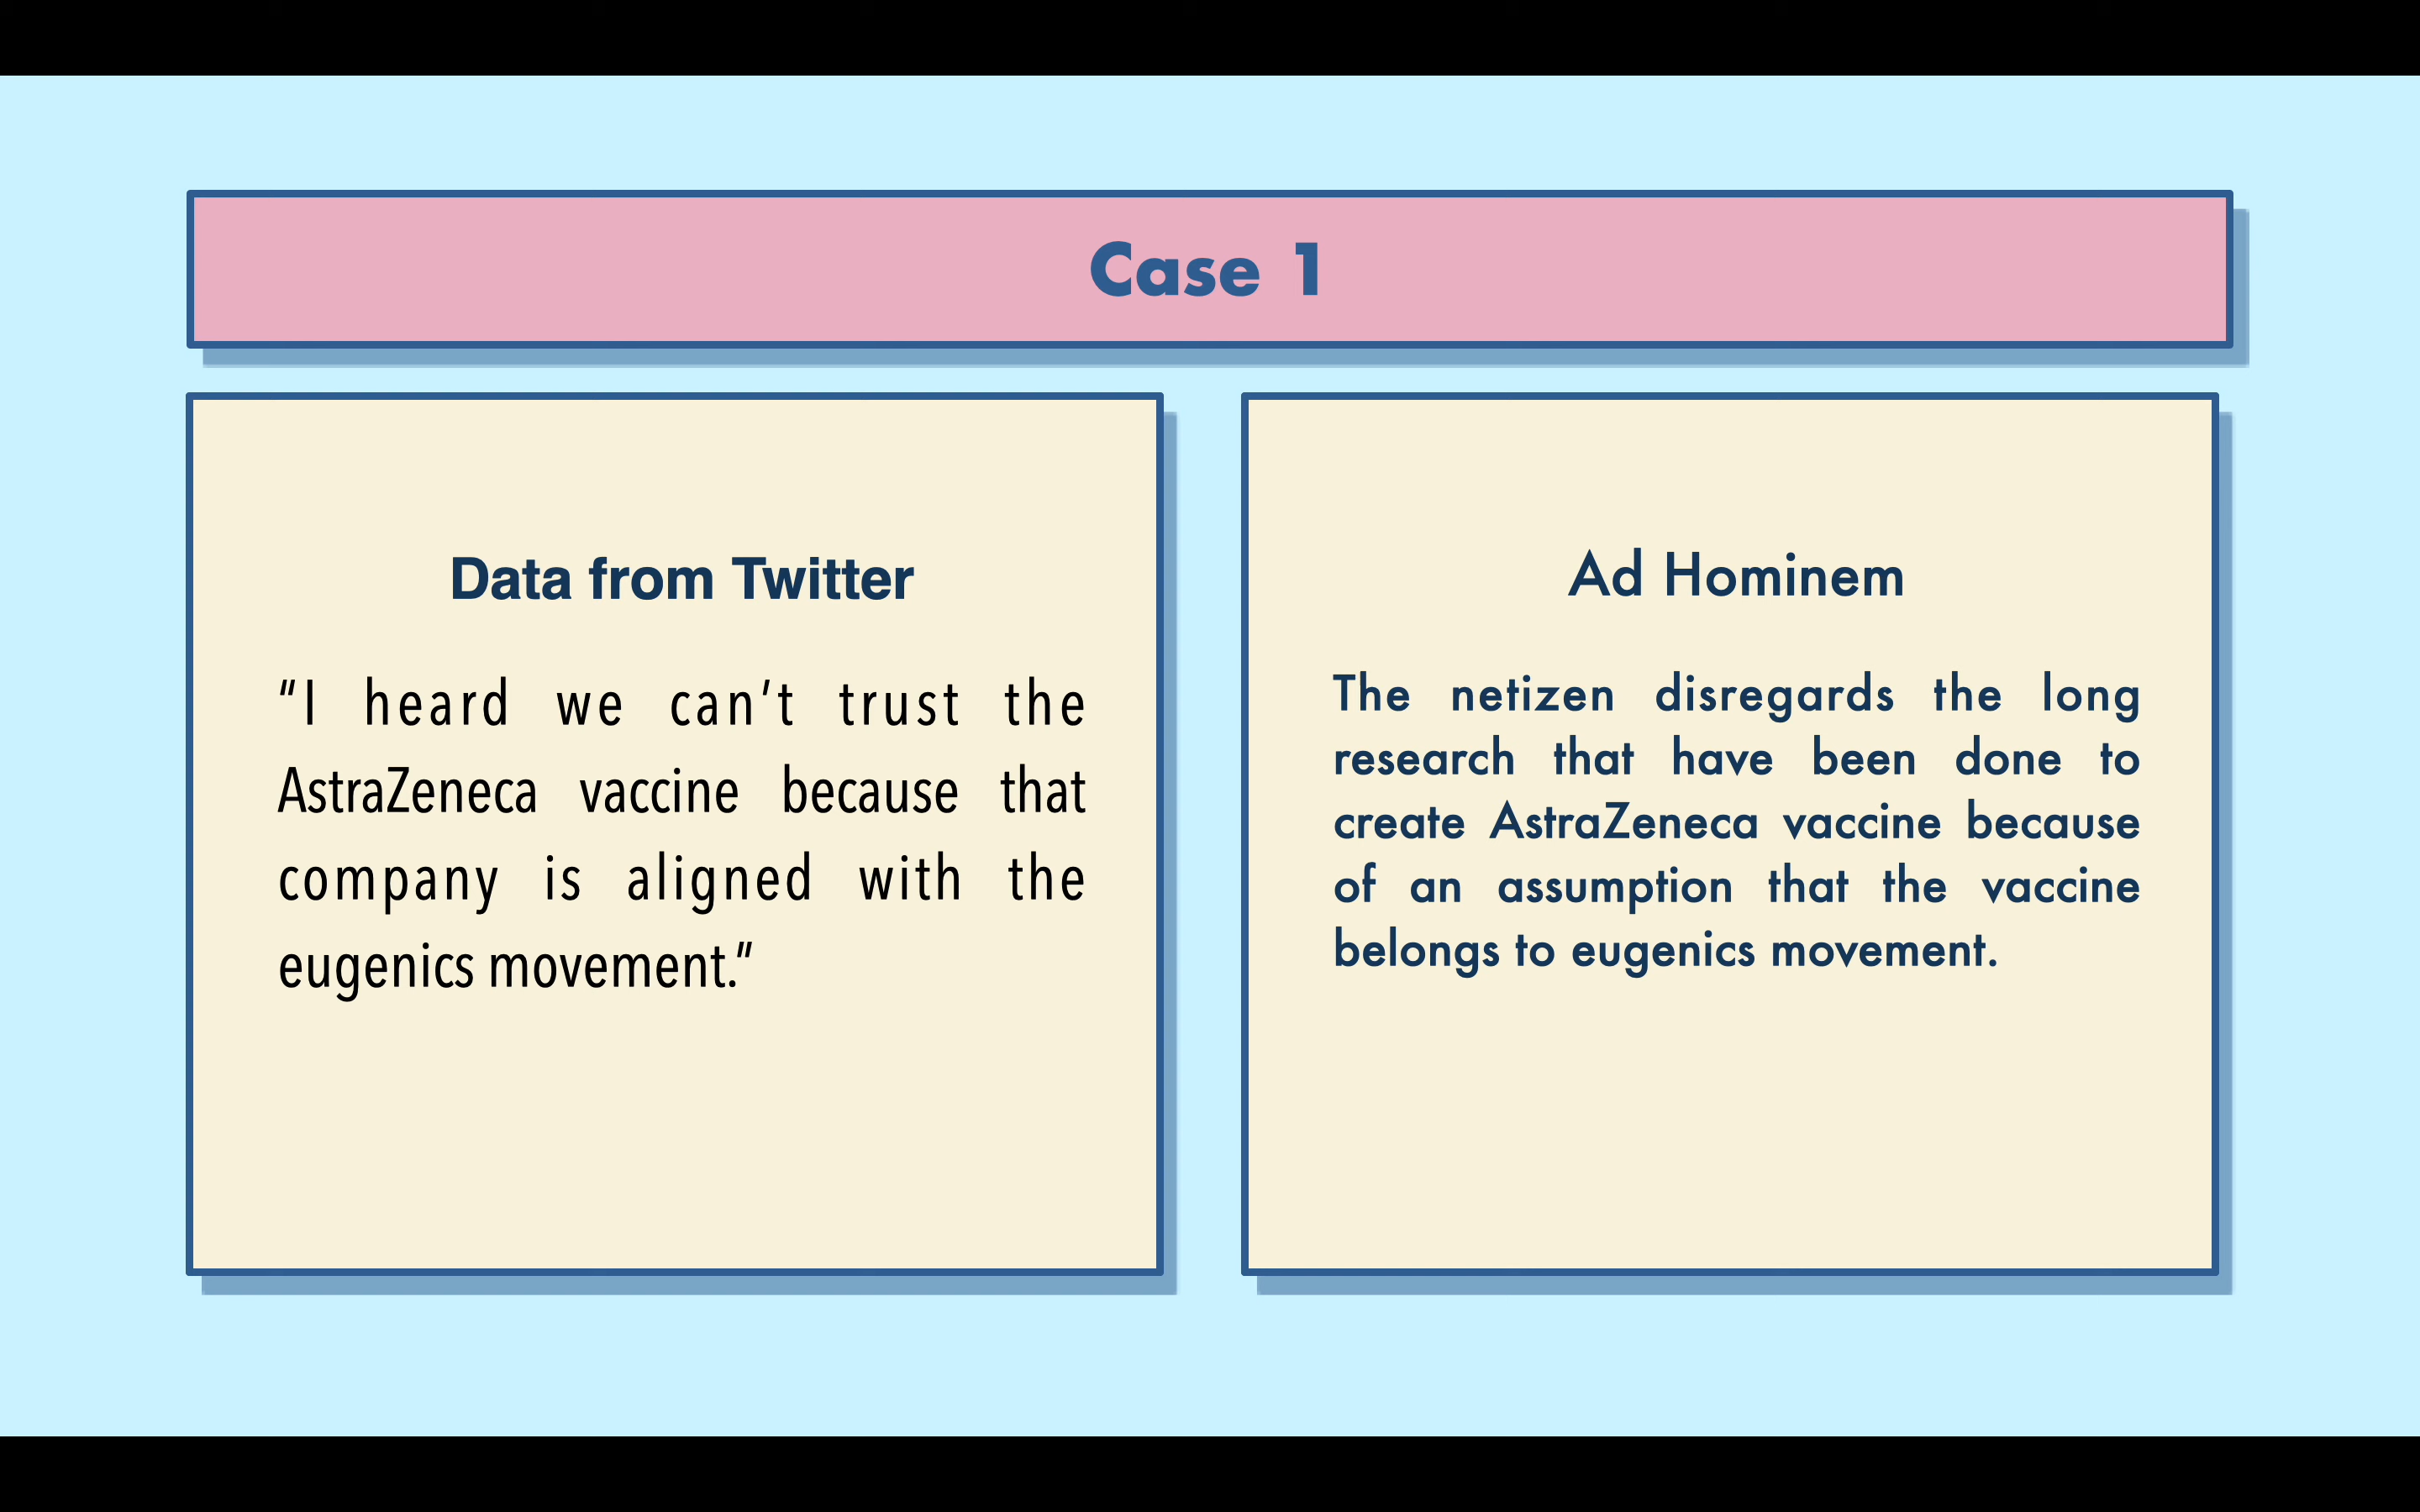 Case 1
Data from Twitter
“I heard we can’t trust the
AstraZeneca vaccine because that
company is aligned with the
eugenics movement.”
Ad Hominem
The netizen disregards the long
research that have been done to
create AstraZeneca vaccine because
of an assumption that the vaccine
belongs to eugenics movement.